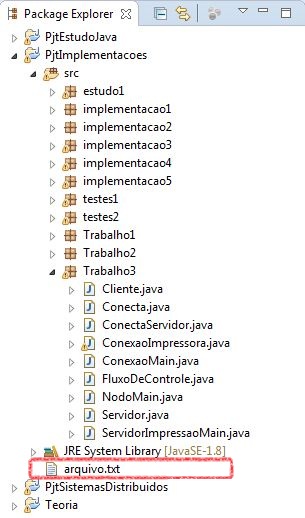 Package Explorer
PjtEstudoJava
PjtImplementacoes
src
estudo1
implementacao1
implementacao2
implementacao3
implementacao4
implementacao5
testes1
testes2
Trabalho1
Trabalho2
Trabalho3
Cliente.java
Conecta.java
ConectaServidor.java
ConexaoImpressora.java
ConexaoMain.java
FluxoDeControle.java
NodoMain.java
Servidor.java
ServidorImpressaoMain.java
JRE System Library [JavaSE-1.8]
arquivo.txt
PjtSistemasDistribuidos
Teoria